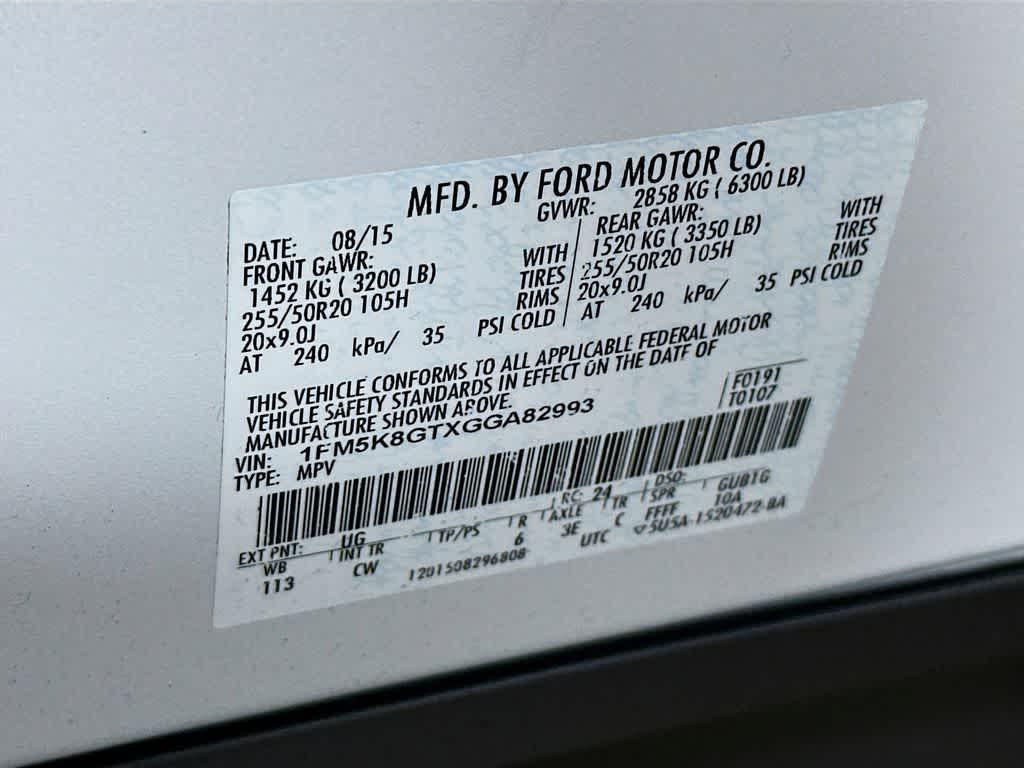 MFD. BY FORD MOTOR CO.
DATE: 08/15 GVWR: 2858 KG ( 6300 LB)
FRONT GAWR: WITH REAR GAWR: WITH
1452 KG ( 3200 LB) TIRES 1520 KG ( 3350 LB) TIRES
255/50R20 105H RIMS 255/50R20 105H RIMS
20x9.0J 20x9.0J
AT 240 kPa/ 35 PSI COLD AT 240 kPa/ 35 PSI COLD
THIS VEHICLE CONFORMS TO ALL APPLICABLE FEDERAL MOTOR
VEHICLE SAFETY STANDARDS IN EFFECT ON THE DATE OF
MANUFACTURE SHOWN ABOVE.
F0191
T0107
VIN: 1FM5K8GTXGGA82993
TYPE: MPV
EXT PNT: UG RC: 24 DSO: GU81G
WB INT TR TP/PS R AXLE TR SPR 10A
113 CW 6 3E C FFFF
1201508296808 UTC ▽5U5A-1520472-BA